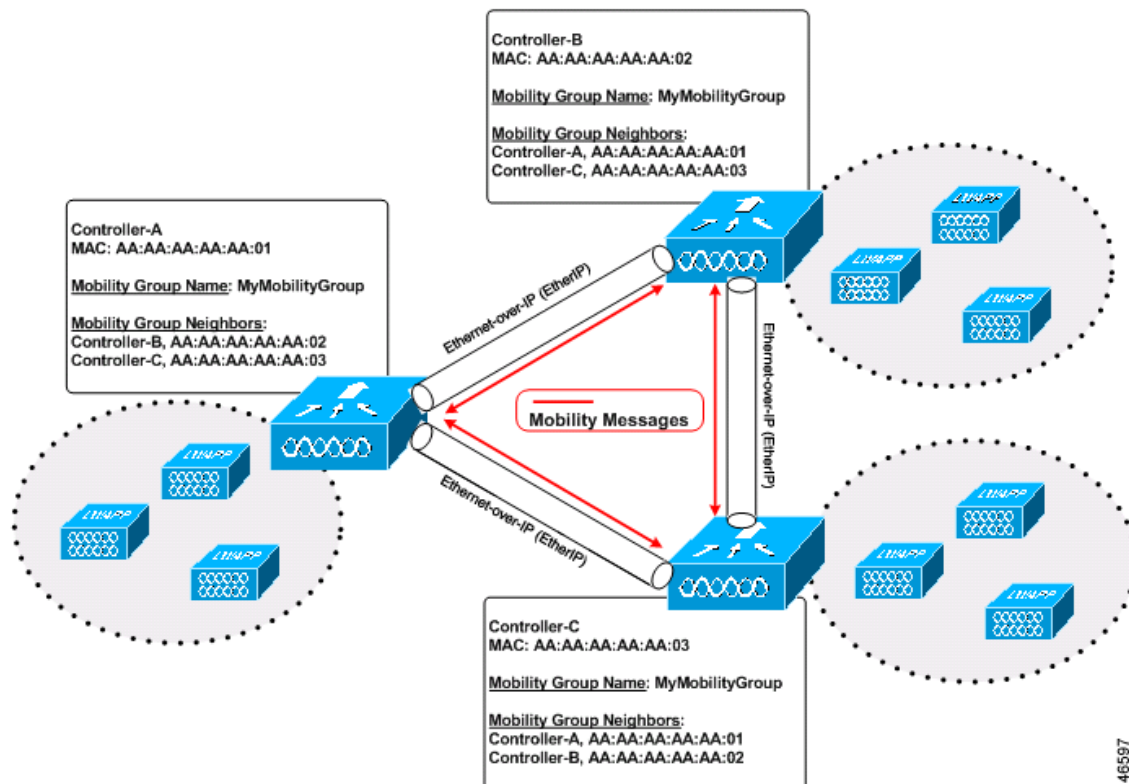 Controller-B
MAC: AA:AA:AA:AA:AA:02
Mobility Group Name: MyMobilityGroup
Mobility Group Neighbors:
Controller-A, AA:AA:AA:AA:AA:01
Controller-C, AA:AA:AA:AA:AA:03
Controller-A
MAC: AA:AA:AA:AA:AA:01
Mobility Group Name: MyMobilityGroup
Mobility Group Neighbors:
Controller-B, AA:AA:AA:AA:AA:02
Controller-C, AA:AA:AA:AA:AA:03
LWAPP
LWAPP
LWAPP
Ethernet-over-IP (EtherIP)
Ethernet-over-IP (EtherIP)
Mobility Messages
Ethernet-over-IP (EtherIP)
LWAPP
LWAPP
LWAPP
LWAPP
LWAPP
LWAPP
Controller-C
MAC: AA:AA:AA:AA:AA:03
Mobility Group Name: MyMobilityGroup
Mobility Group Neighbors:
Controller-A, AA:AA:AA:AA:AA:01
Controller-B, AA:AA:AA:AA:AA:02
46597